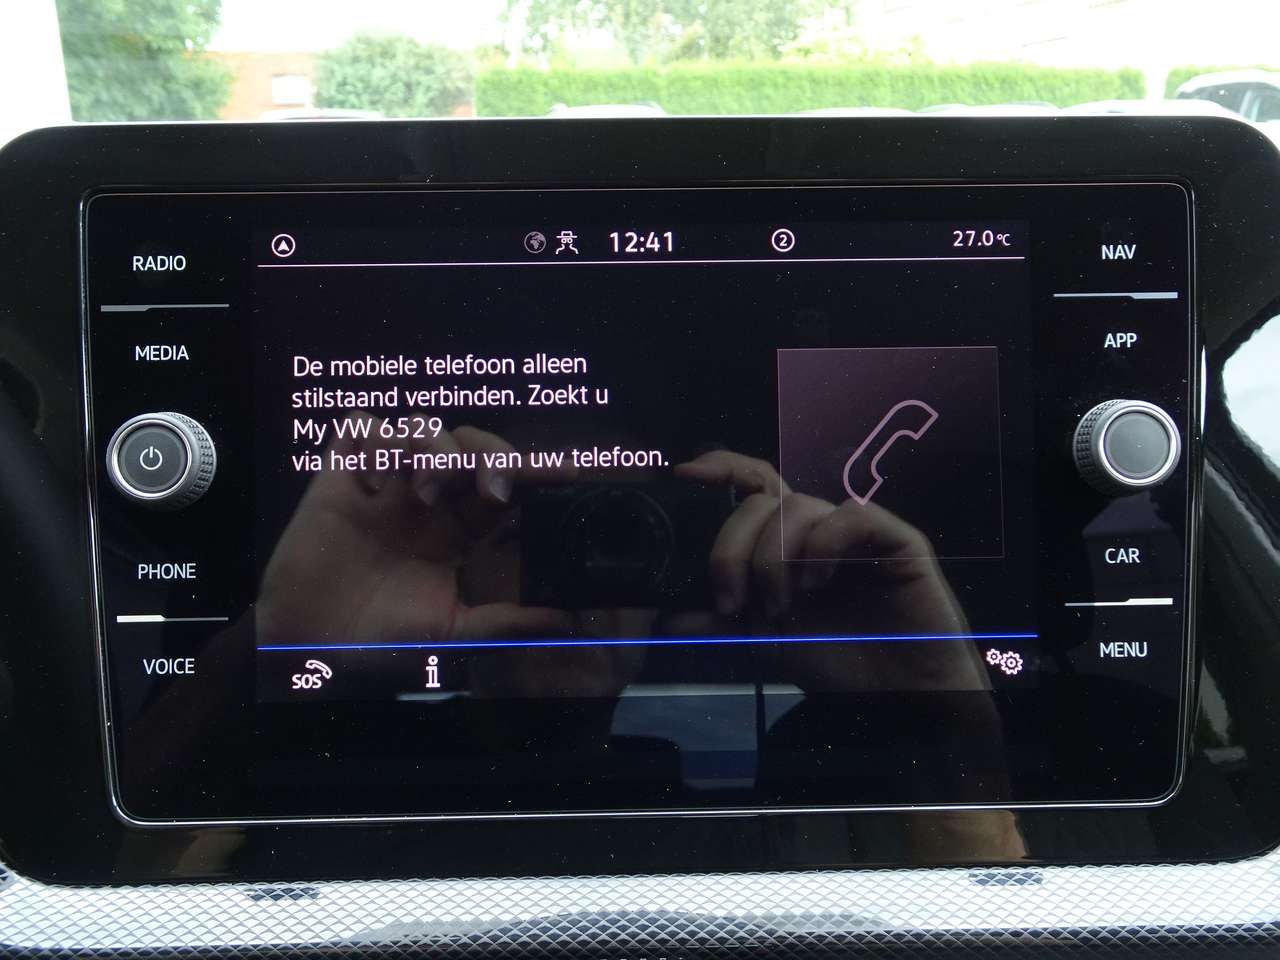 12:41
2
27.0°C
RADIO
MEDIA
PHONE
VOICE
De mobiele telefoon alleen
stilstaand verbinden. Zoekt u
My VW 6529
via het BT-menu van uw telefoon.
SOS
i
NAV
APP
CAR
MENU